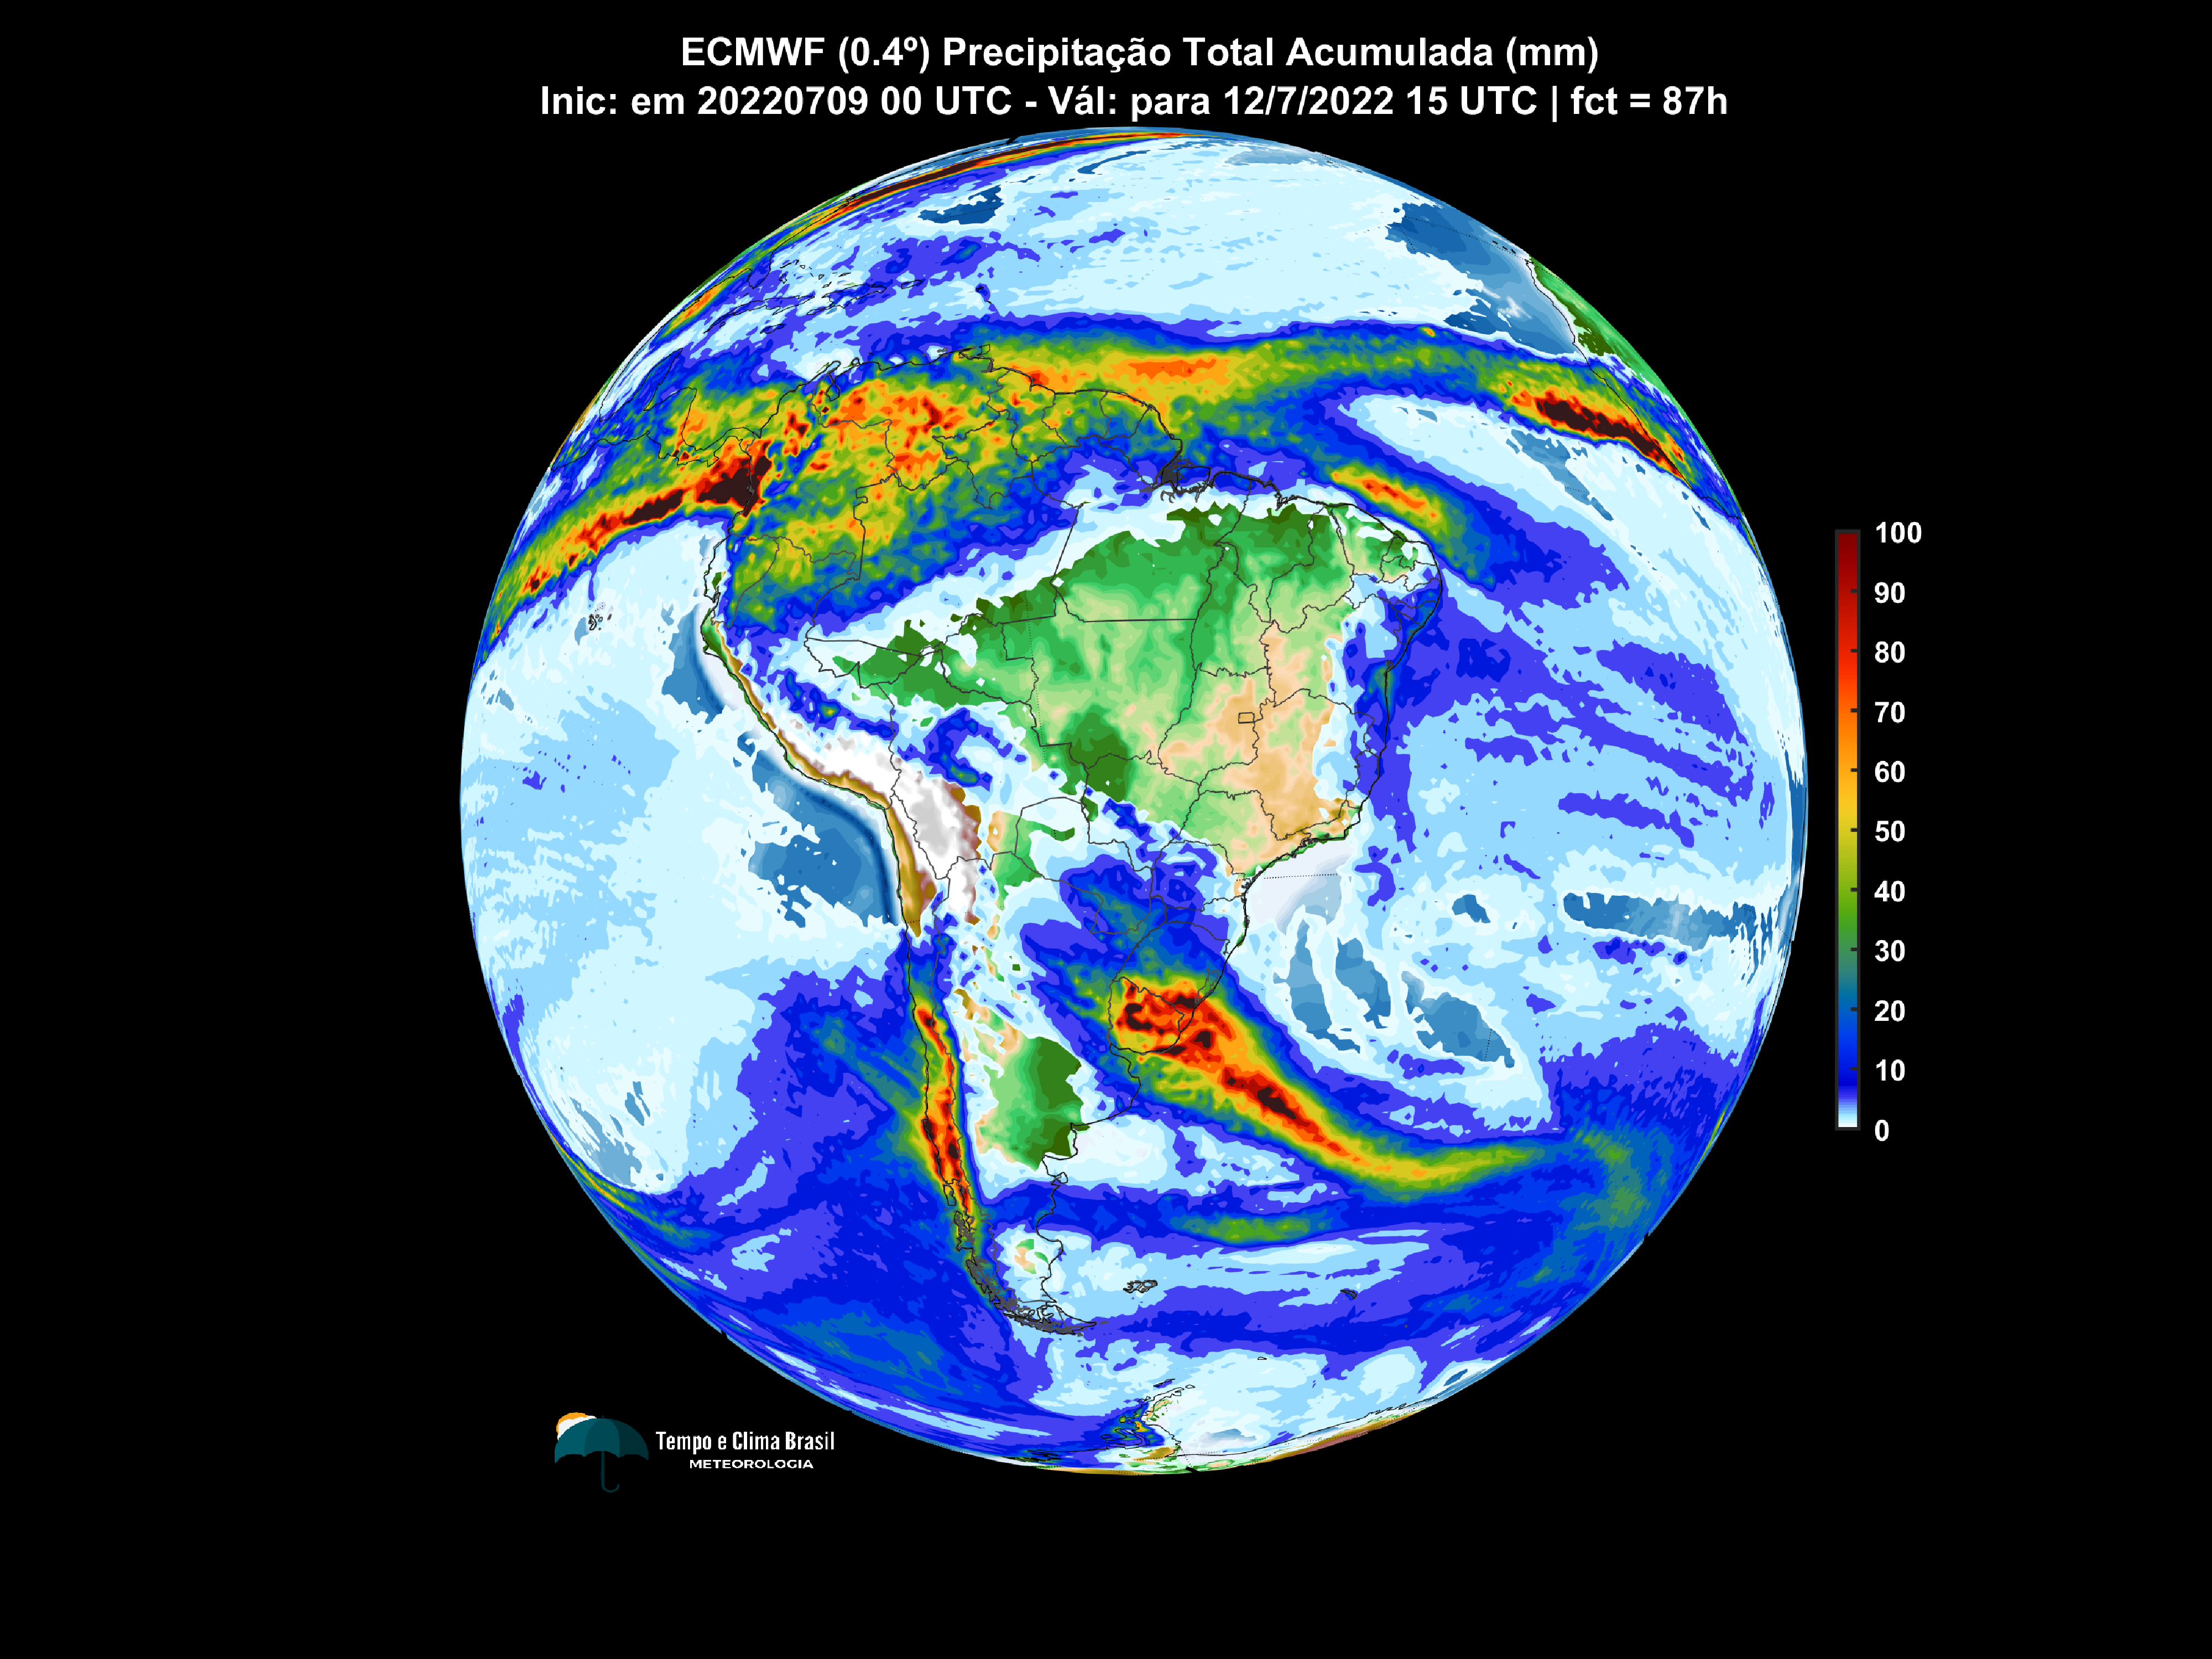 ECMWF (0.4º) Precipitação Total Acumulada (mm)
Inic: em 20220709 00 UTC - Vál: para 12/7/2022 15 UTC | fct = 87h
100
90
80
70
60
50
40
30
20
10
0
Tempo e Clima Brasil
METEOROLOGIA